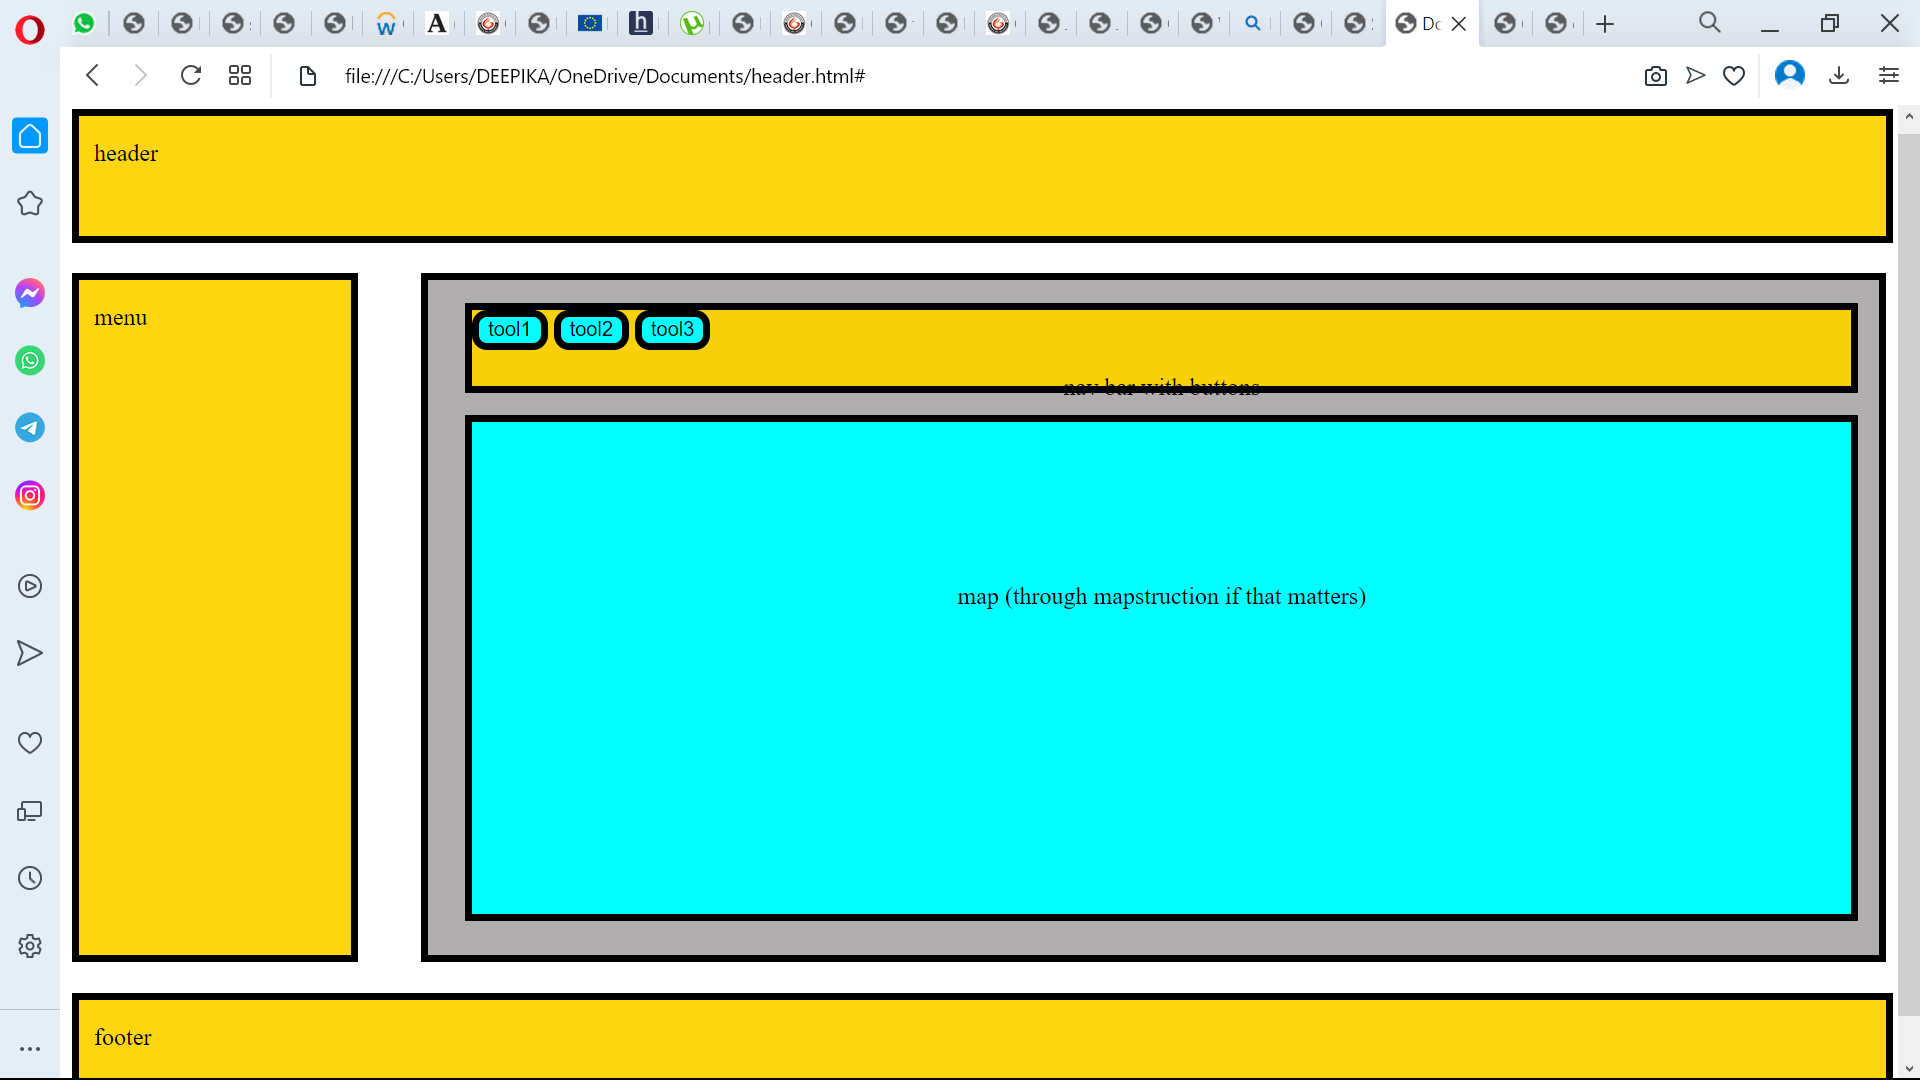 Dc
file:///C:/Users/DEEPIKA/OneDrive/Documents/header.html#
header
menu
tool1 tool2 tool3
nav bar with buttons
map (through mapstruction if that matters)
footer